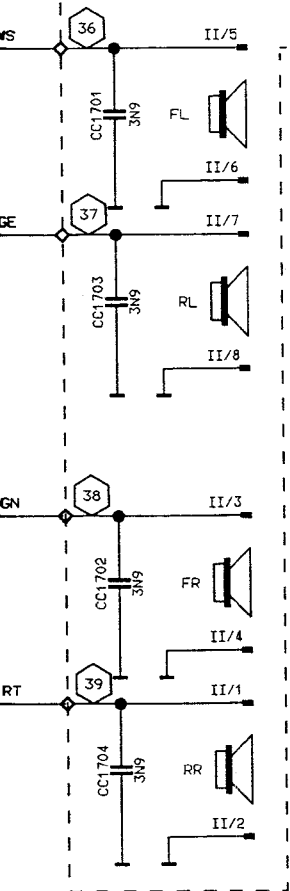 WS
36
II/5
CC1701
3N9
FL
II/6
GE
37
II/7
CC1703
3N9
RL
II/8
GN
38
II/3
CC1702
3N9
FR
II/4
RT
39
II/1
CC1704
3N9
RR
II/2